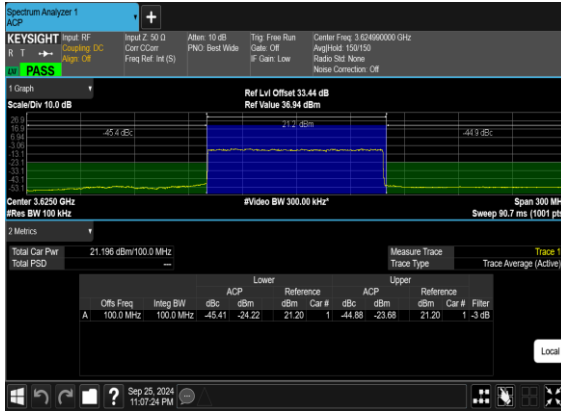 Spectrum Analyzer 1
ACP
+
KEYSIGHT Input: RF Input Z: 50 Ω Atten: 10 dB Trig: Free Run Center Freq: 3.624990000 GHz
R T Coupling: DC Corr CCorr PNO: Best Wide Gate: Off Avg|Hold: 150/150
Align: Off Freq Ref: Int (S) IF Gain: Low Radio Std: None
LXI PASS Noise Correction: Off
1 Graph
Ref Lvl Offset 33.44 dB
Scale/Div 10.0 dB Ref Value 36.94 dBm
26.9
16.9
6.94
-3.06
-13.1
-23.1
-33.1
-43.1
-53.1
-45.4 dBc
21.2 dBm
-44.9 dBc
Center 3.6250 GHz #Video BW 300.00 kHz* Span 300 MH
#Res BW 100 kHz Sweep 90.7 ms (1001 pts
2 Metrics
Total Car Pwr 21.196 dBm/100.0 MHz Measure Trace Trace 1
Total PSD --- Trace Type Trace Average (Active)
Lower Upper
ACP Reference ACP Reference
Offs Freq Integ BW dBc dBm dBm Car # dBc dBm dBm Car # Filter
A 100.0 MHz 100.0 MHz -45.41 -24.22 21.20 1 -44.88 -23.68 21.20 1 -3 dB
Local
? Sep 25, 2024
11:07:24 PM